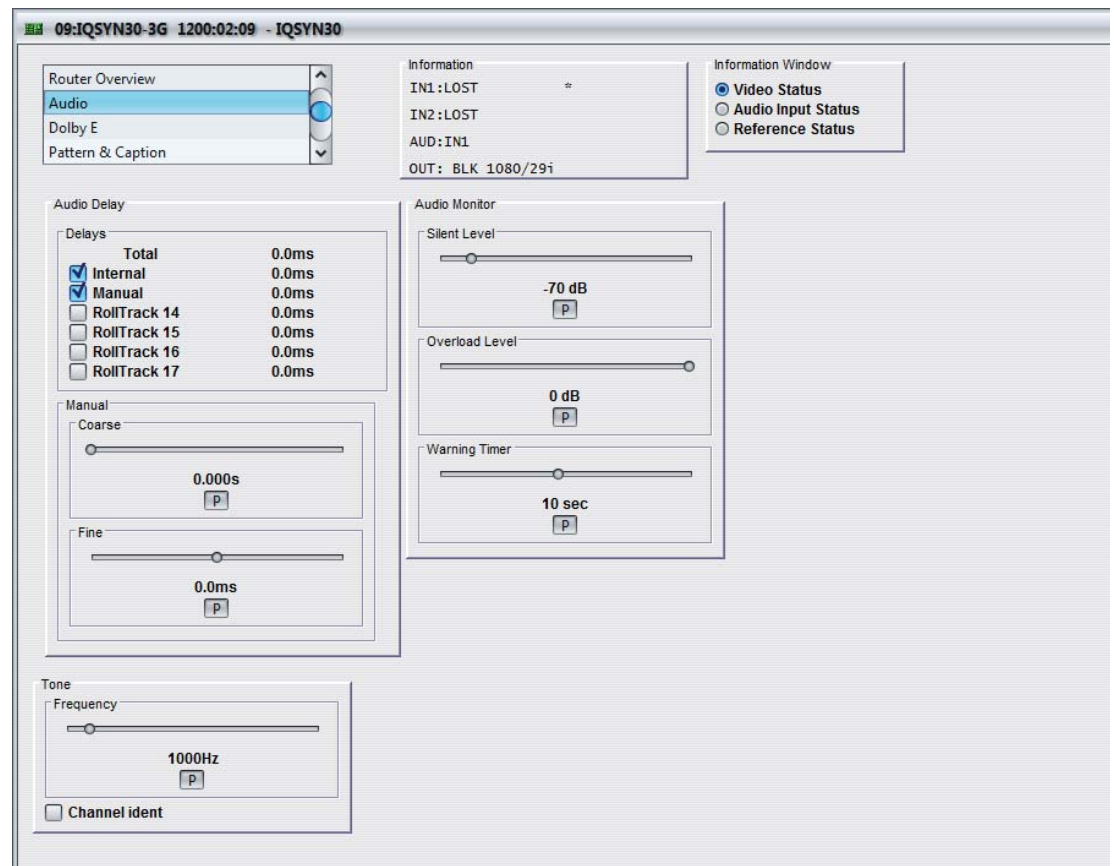 09:IQSYN30-3G 1200:02:09 - IQSYN30
Router Overview
Audio
Dolby E
Pattern & Caption
Information
IN1:LOST *
IN2:LOST
AUD:IN1
OUT: BLK 1080/29i
Information Window
Video Status
Audio Input Status
Reference Status
Audio Delay
Delays
Total 0.0ms
Internal 0.0ms
Manual 0.0ms
RollTrack 14 0.0ms
RollTrack 15 0.0ms
RollTrack 16 0.0ms
RollTrack 17 0.0ms
Manual
Coarse
0.000s
P
Fine
0.0ms
P
Audio Monitor
Silent Level
-70 dB
P
Overload Level
0 dB
P
Warning Timer
10 sec
P
Tone
Frequency
1000Hz
P
Channel ident